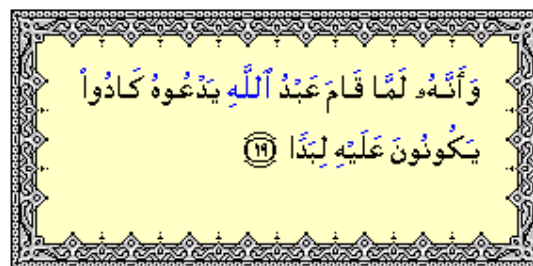 وَأَنَّهُۥ لَمَّا قَامَ عَبْدُ ٱللَّهِ يَدْعُوهُ كَادُوا۟
يَكُونُونَ عَلَيْهِ لِبَدًا ١٩